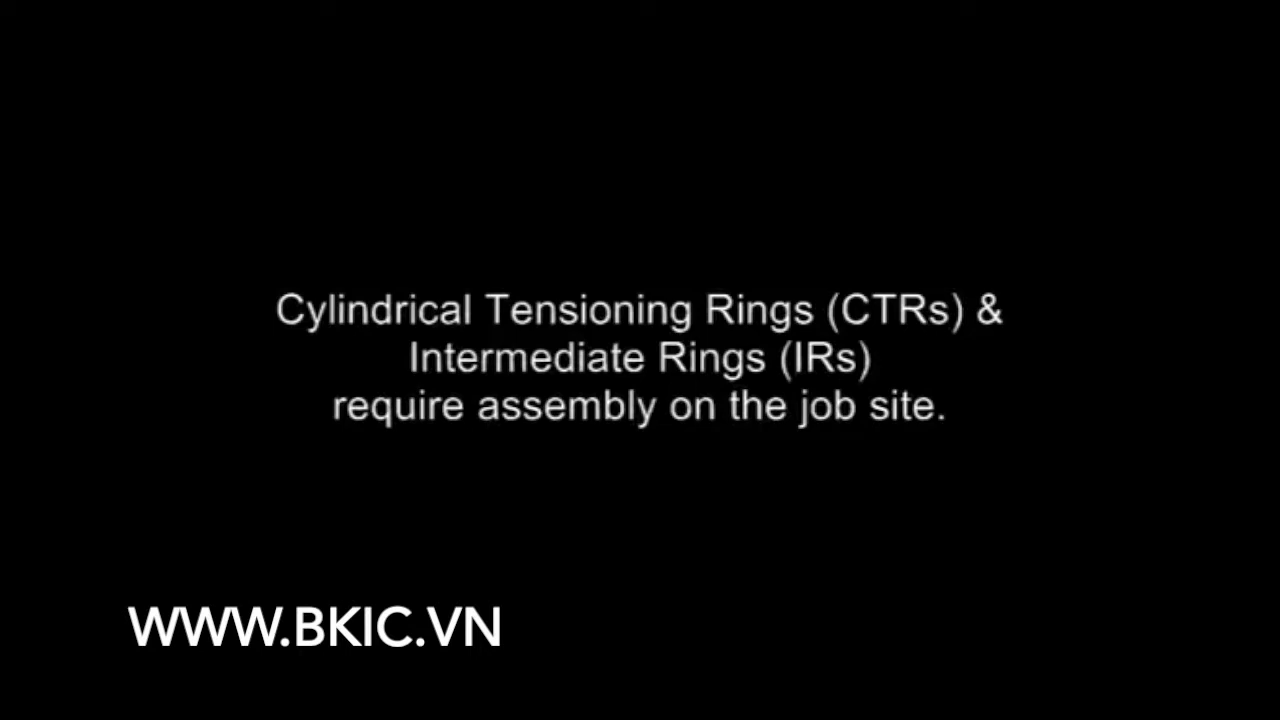 Cylindrical Tensioning Rings (CTRs) &
Intermediate Rings (IRs)
require assembly on the job site.
WWW.BKIC.VN